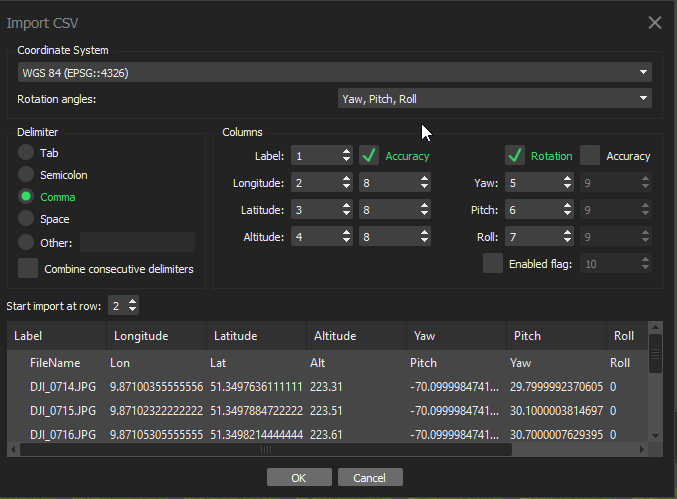 Import CSV
Coordinate System
WGS 84 (EPSG::4326)
Rotation angles: Yaw, Pitch, Roll
Delimiter
Tab
Semicolon
Comma
Space
Other:
Combine consecutive delimiters
Columns
Label: 1 Accuracy Rotation Accuracy
Longitude: 2 8 Yaw: 5 9
Latitude: 3 8 Pitch: 6 9
Altitude: 4 8 Roll: 7 9
Enabled flag: 10
Start import at row: 2
Label Longitude Latitude Altitude Yaw Pitch Roll
FileName Lon Lat Alt Pitch Yaw Roll
DJI_0714.JPG 9.87100355555556 51.3497636111111 223.31 -70.0999984741... 29.7999992370605 0
DJI_0715.JPG 9.87102322222222 51.3497884722222 223.51 -70.0999984741... 30.1000003814697 0
DJI_0716.JPG 9.87105305555555 51.3498214444444 223.61 -70.0999984741... 30.7000007629395 0
OK Cancel